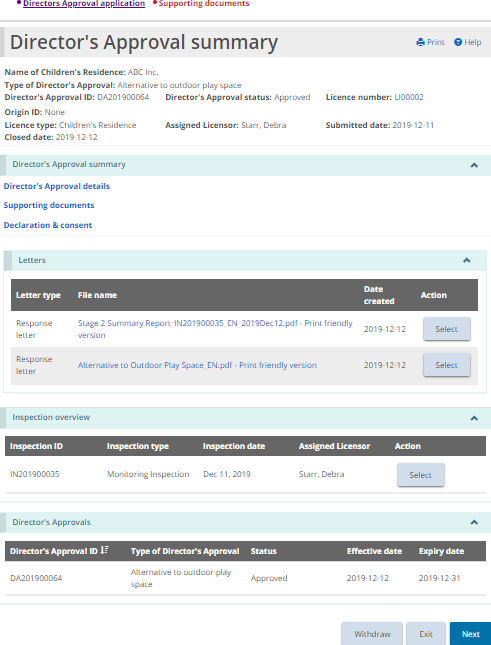 Directors Approval application Supporting documents
Director's Approval summary Print Help
Name of Children's Residence: ABC Inc.
Type of Director's Approval: Alternative to outdoor play space
Director's Approval ID: DA201900064 Director's Approval status: Approved Licence number: LI00002
Origin ID: None
Licence type: Children's Residence Assigned Licensor: Starr, Debra Submitted date: 2019-12-11
Closed date: 2019-12-12
Director's Approval summary
Director's Approval details
Supporting documents
Declaration & consent
Letters
Letter type File name Date created Action
Response letter Stage 2 Summary Report_IN201900035_EN_2019Dec12.pdf - Print friendly version 2019-12-12 Select
Response letter Alternative to Outdoor Play Space_EN.pdf - Print friendly version 2019-12-12 Select
Inspection overview
Inspection ID Inspection type Inspection date Assigned Licensor Action
IN201900035 Monitoring Inspection Dec 11, 2019 Starr, Debra Select
Director's Approvals
Director's Approval ID Type of Director's Approval Status Effective date Expiry date
DA201900064 Alternative to outdoor play space Approved 2019-12-12 2019-12-31
Withdraw Exit Next